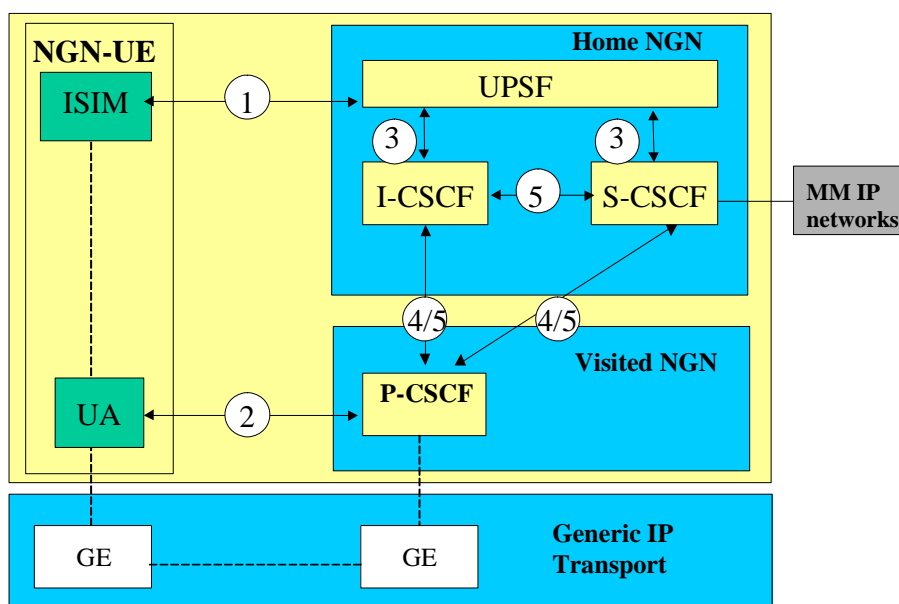 NGN-UE
Home NGN
ISIM
1
UPSF
3
3
I-CSCF
5
S-CSCF
MM IP
networks
4/5
4/5
Visited NGN
P-CSCF
UA
2
GE
GE
Generic IP
Transport